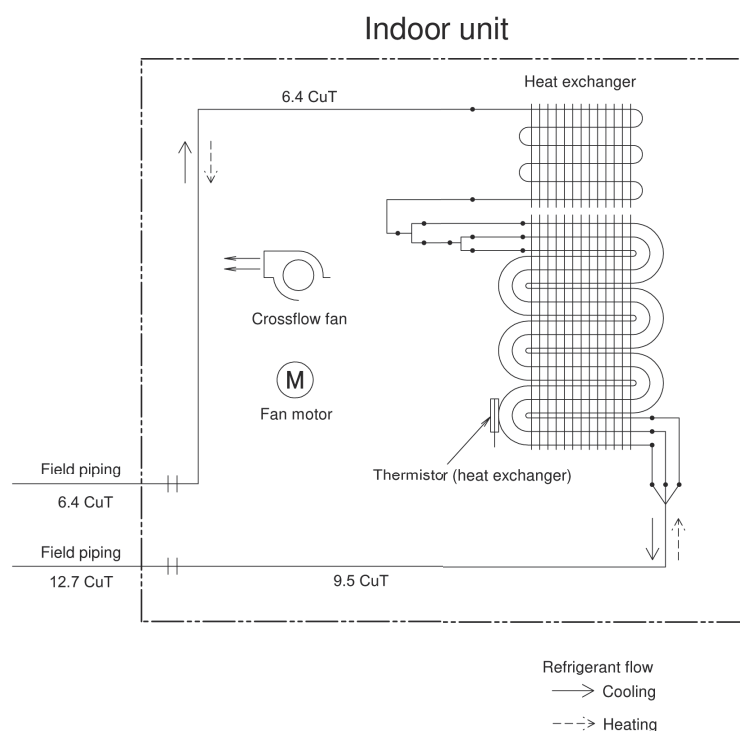 Indoor unit
Heat exchanger
6.4 CuT
Crossflow fan
M
Fan motor
Thermistor (heat exchanger)
Field piping
6.4 CuT
Field piping
12.7 CuT
9.5 CuT
Refrigerant flow
Cooling
Heating